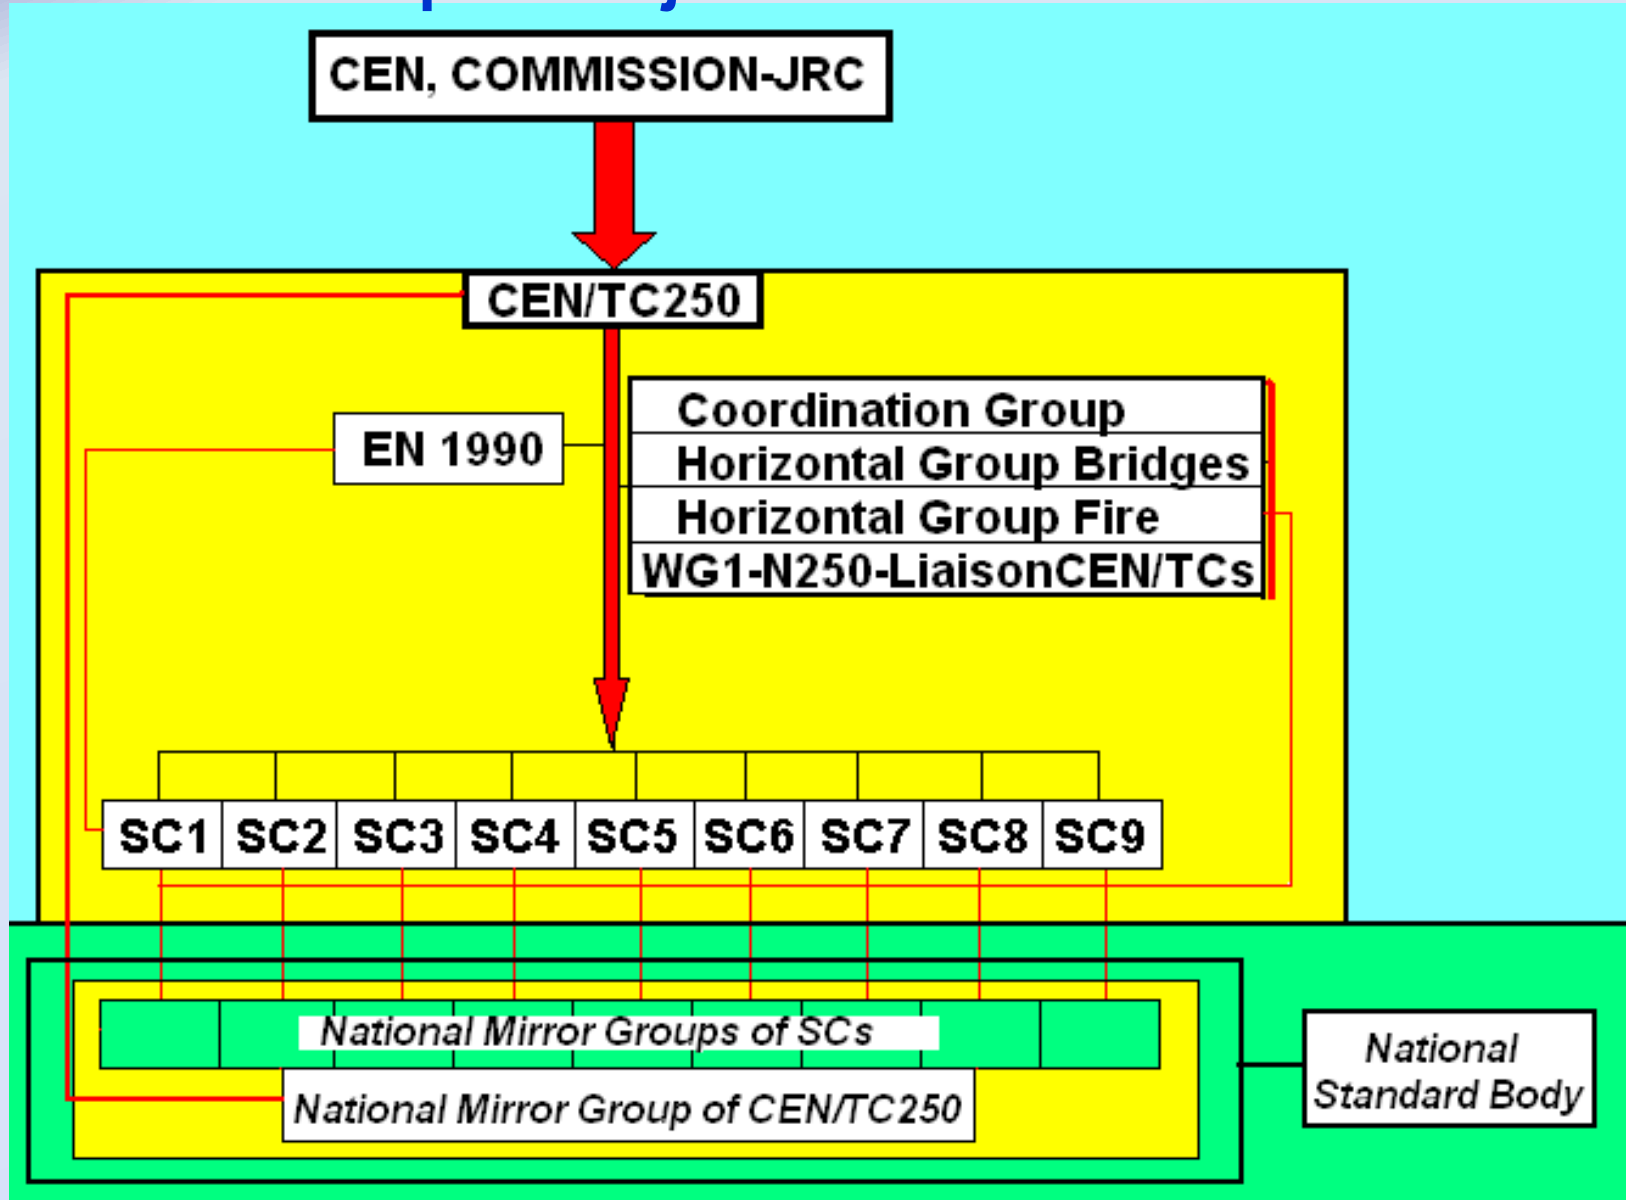 CEN, COMMISSION-JRC
CEN/TC250
Coordination Group
EN 1990
Horizontal Group Bridges
Horizontal Group Fire
WG1-N250-LiaisonCEN/TCs
SC1 SC2 SC3 SC4 SC5 SC6 SC7 SC8 SC9
National Mirror Groups of SCs
National
Standard Body
National Mirror Group of CEN/TC250